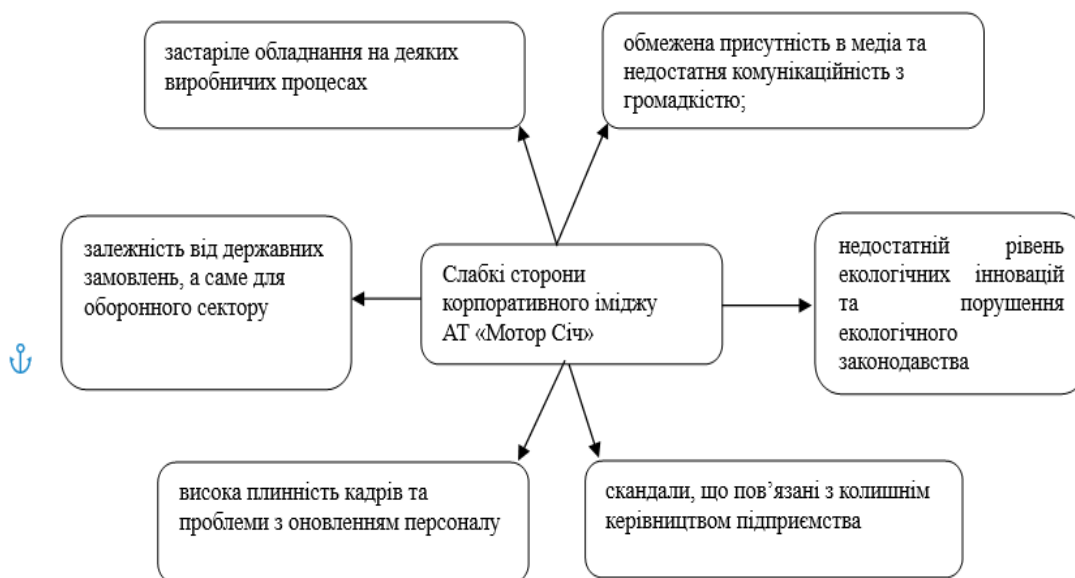 застаріле обладнання на деяких
виробничих процесах
обмежена присутність в медіа та
недостатня комунікаційність з
громадкістю;
залежність від державних
замовлень, а саме для
оборонного сектору
Слабкі сторони
корпоративного іміджу
АТ «Мотор Січ»
недостатній рівень
екологічних інновацій
та порушення
екологічного
законодавства
висока плинність кадрів та
проблеми з оновленням персоналу
скандали, що пов’язані з колишнім
керівництвом підприємства